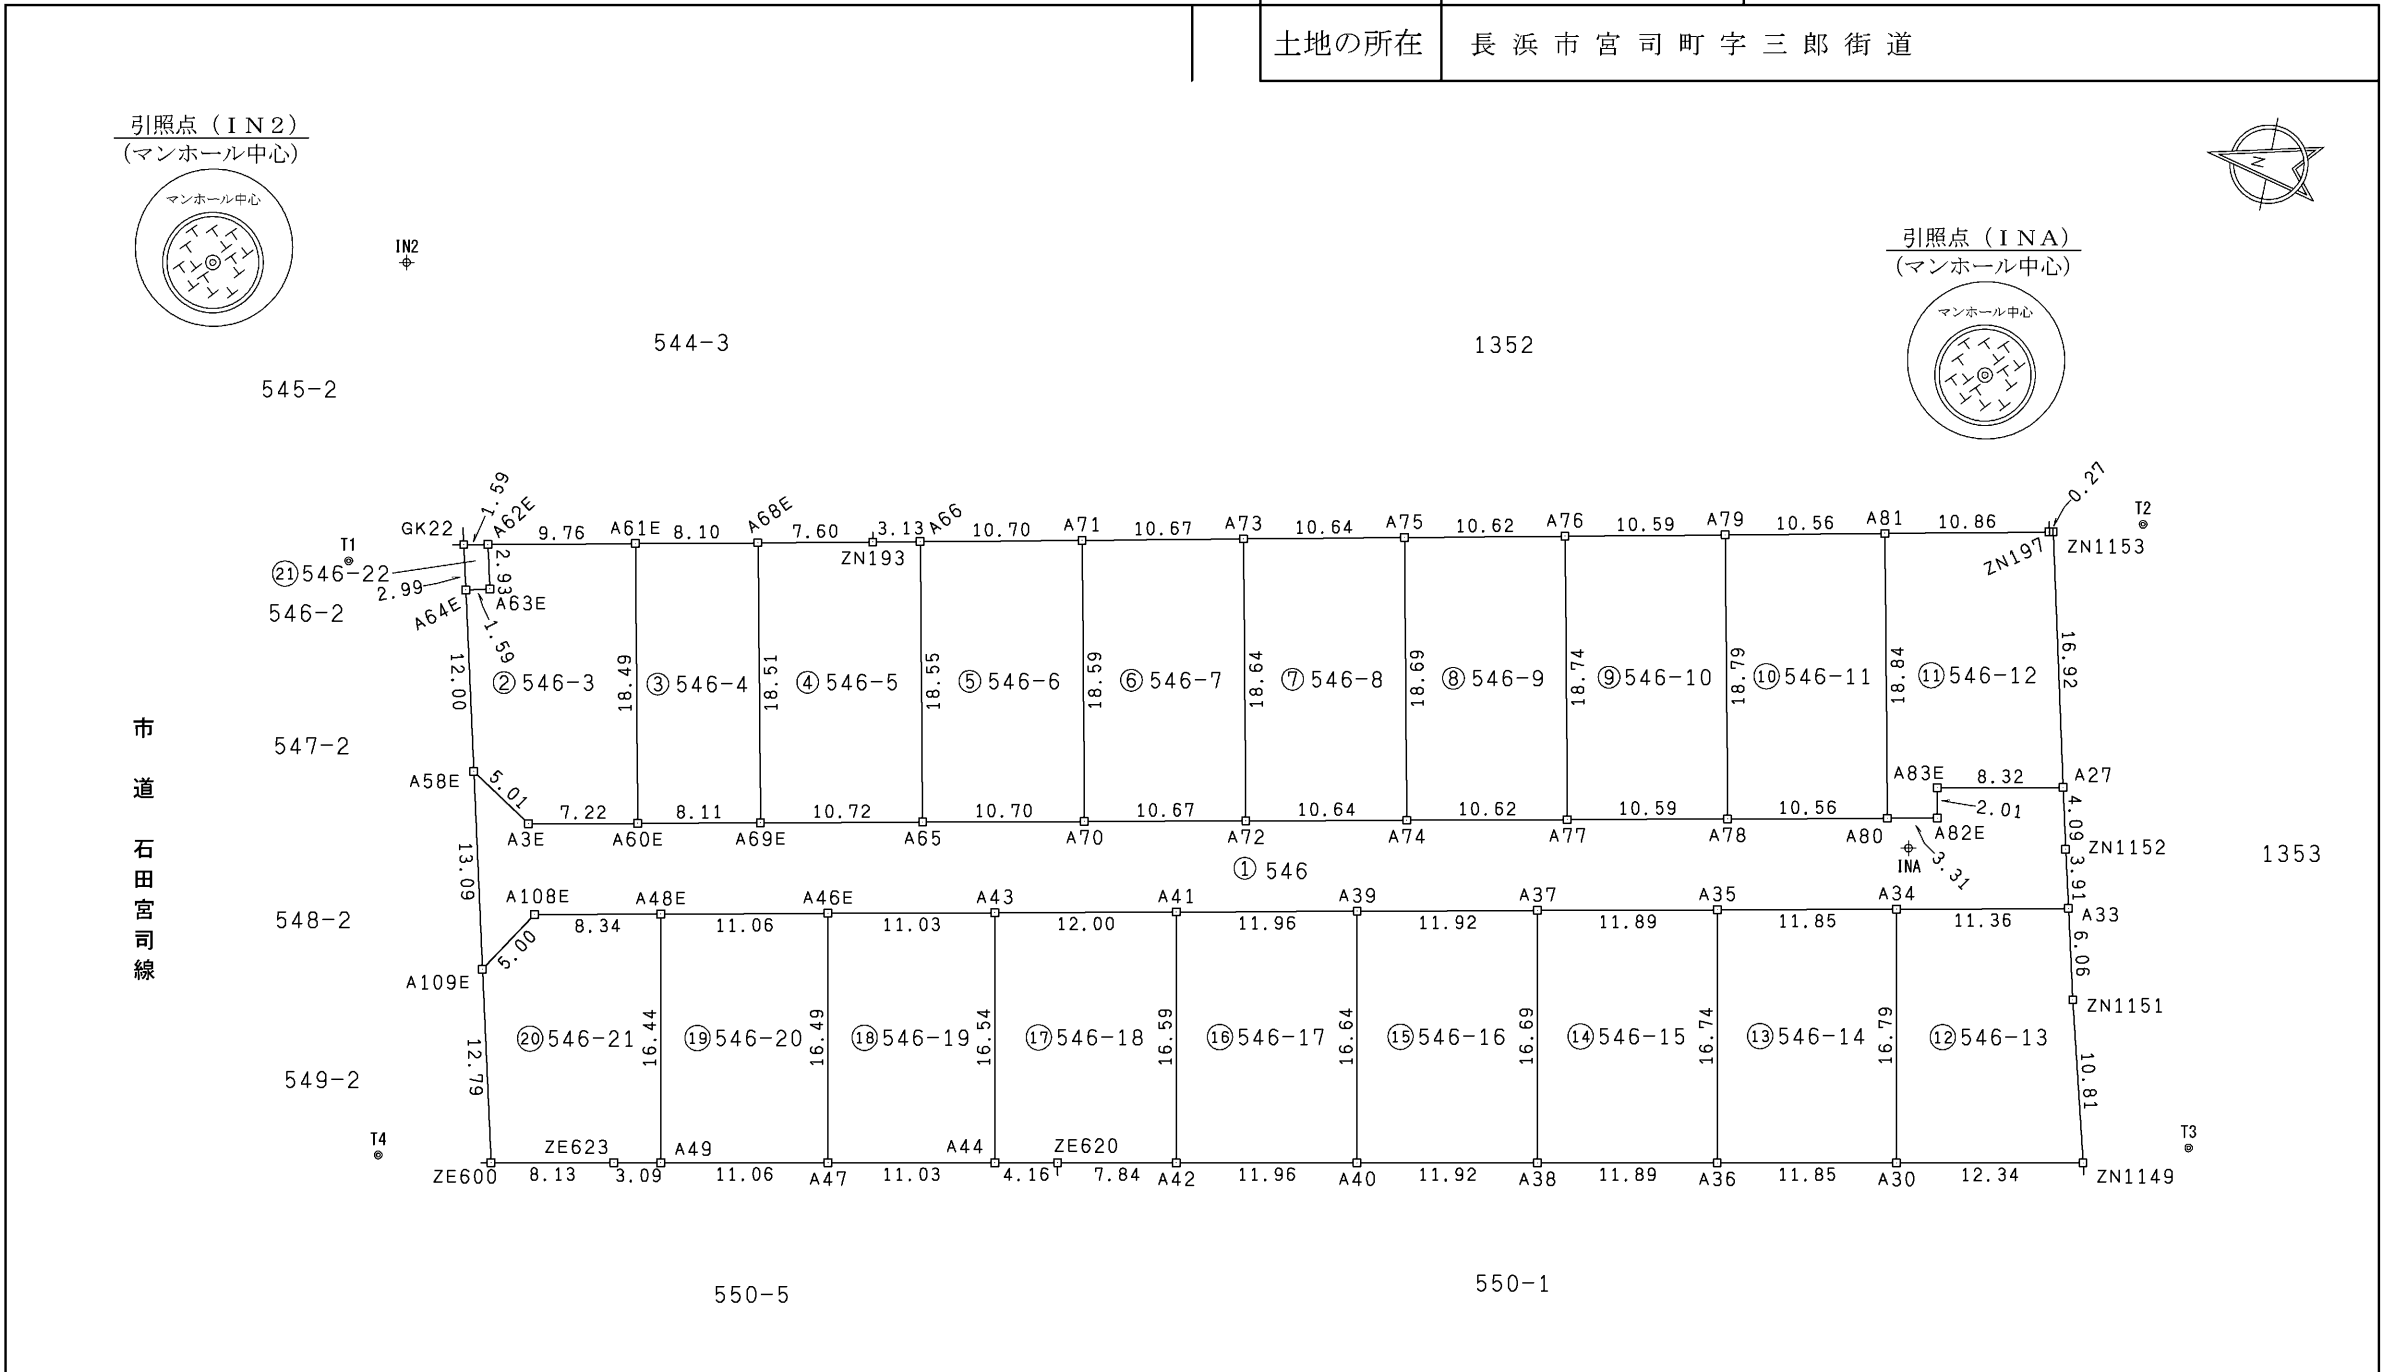 土地の所在 長浜市宮司町字三郎街道
引照点（ＩＮ２）
(マンホール中心)
マンホール中心
IN2
N
引照点（ＩＮＡ）
(マンホール中心)
マンホール中心
544-3
1352
545-2
GK22 1.59 A62E 9.76 A61E 8.10 A68E 7.60 3.13 A66 10.70 A71 10.67 A73 10.64 A75 10.62 A76 10.59 A79 10.56 A81 10.86 0.27 T2
T1
ZN193
ZN197 ZN1153
㉑546-22
2.99
2.93
A64E
A63E
1.59
546-2
12.00
②546-3
18.49
③546-4
18.51
④546-5
18.55
⑤546-6
18.59
⑥546-7
18.64
⑦546-8
18.69
⑧546-9
18.74
⑨546-10
18.79
⑩546-11
18.84
⑪546-12
16.92
547-2
市道 石田宮司線
A58E
5.01
A83E 8.32 A27
7.22 8.11 10.72 10.70 10.67 10.64 10.62 10.59 10.56 2.01
A3E A60E A69E A65 A70 A72 A74 A77 A78 A80 A82E
4.09
ZN1152
13.09
①546
INA
3.31
3.91
1353
A108E A48E A46E A43 A41 A39 A37 A35 A34 A33
548-2
8.34 11.06 11.03 12.00 11.96 11.92 11.89 11.85 11.36
5.00
6.06
A109E
ZN1151
12.79
⑳546-21
16.44
⑲546-20
16.49
⑱546-19
16.54
⑰546-18
16.59
⑯546-17
16.64
⑮546-16
16.69
⑭546-15
16.74
⑬546-14
16.79
⑫546-13
10.81
549-2
T4
T3
ZE623 A49 A44 ZE620
ZE600 8.13 3.09 11.06 A47 11.03 4.16 7.84 A42 11.96 A40 11.92 A38 11.89 A36 11.85 A30 12.34 ZN1149
550-5
550-1